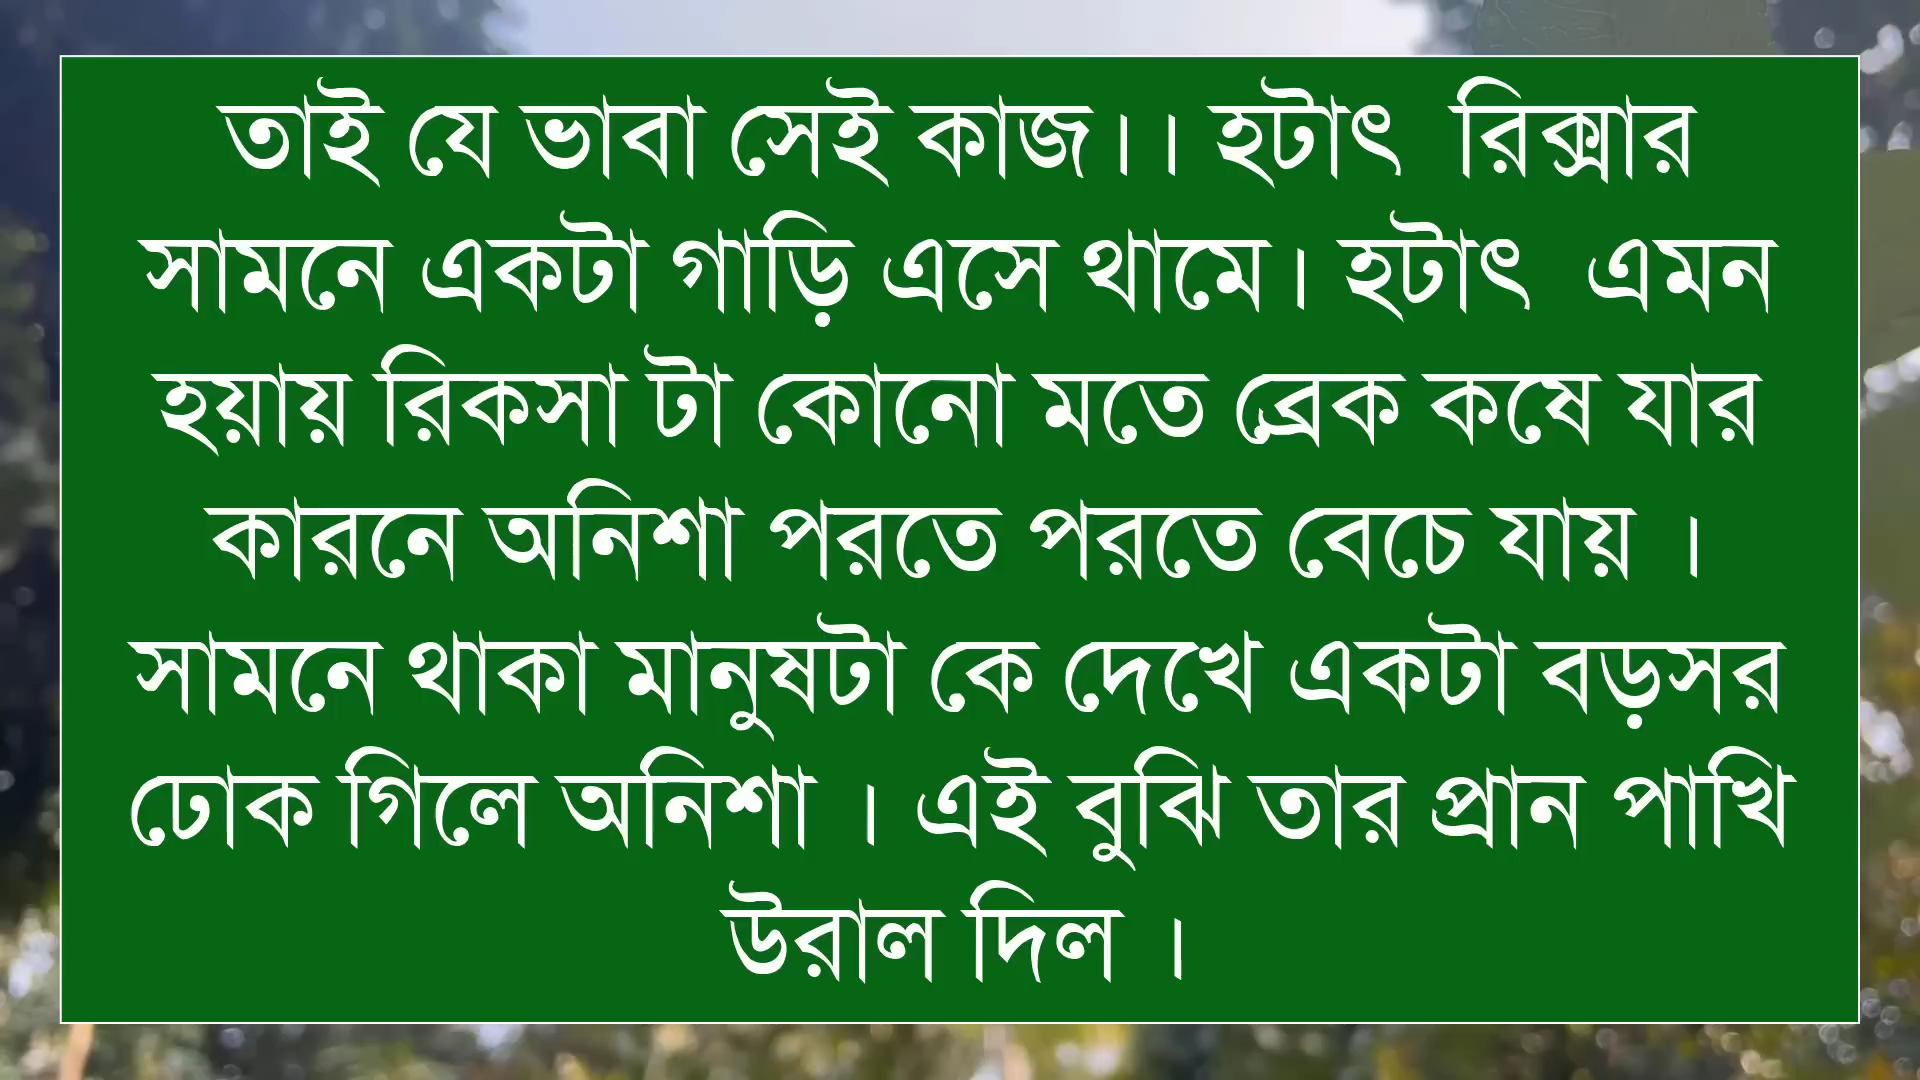 তাই যে ভাবা সেই কাজ।। হটাৎ রিক্সার
সামনে একটা গাড়ি এসে থামে। হটাৎ এমন
হয়ায় রিকসা টা কোনো মতে ব্রেক কষে যার
কারনে অনিশা পরতে পরতে বেচে যায় ।
সামনে থাকা মানুষটা কে দেখে একটা বড়সর
ঢোক গিলে অনিশা । এই বুঝি তার প্রান পাখি
উরাল দিল ।